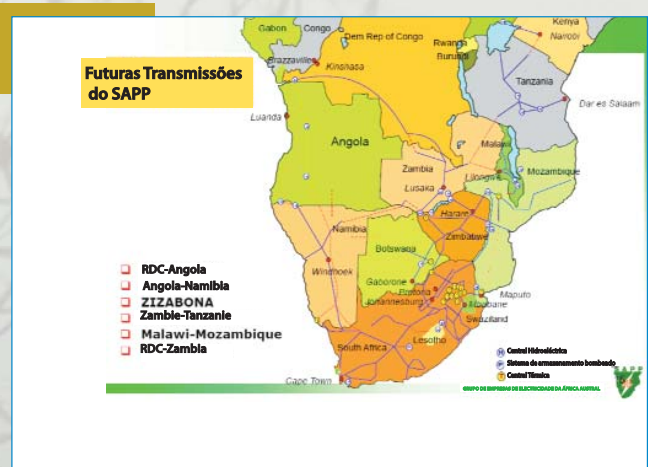 Futuras Transmissões
do SAPP
Gabon
Congo
Dem Rep of Congo
Rwanda
Burundi
Kenya
Nairobi
Brazzaville
Kinshasa
Tanzania
Dar es Salaam
Luanda
Angola
Malawi
Zambia
Lilongwe
Mozambique
Lusaka
Harare
Zimbabwe
Namibia
Botswana
Windhoek
Gaborone
Pretoria
Johannesburg
Maputo
Mbabane
Swaziland
Lesotho
South Africa
Cape Town
RDC-Angola
Angola-Namibia
ZIZABONA
Zambie-Tanzanie
Malawi-Mozambique
RDC-Zambia
H Central Hidroeléctrica
P Sistema de armazenamento bombeado
T Central Térmica
GRUPO DE EMPRESAS DE ELECTRICIDADE DA ÁFRICA AUSTRAL
SAPP